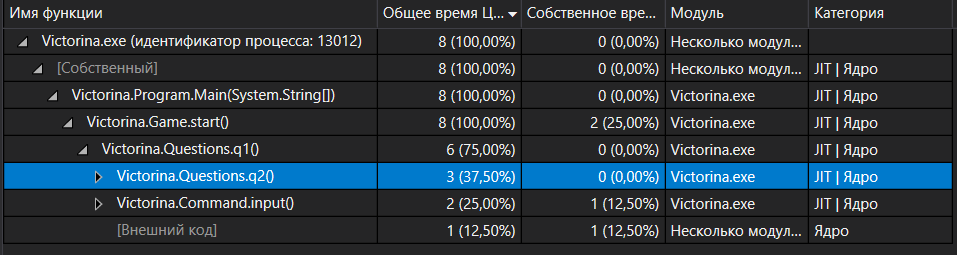 Имя функции Общее время Ц... Собственное вре... Модуль Категория
Victorina.exe (идентификатор процесса: 13012) 8 (100,00%) 0 (0,00%) Несколько модул...
[Собственный] 8 (100,00%) 0 (0,00%) Несколько модул... JIT | Ядро
Victorina.Program.Main(System.String[]) 8 (100,00%) 0 (0,00%) Victorina.exe JIT | Ядро
Victorina.Game.start() 8 (100,00%) 2 (25,00%) Victorina.exe JIT | Ядро
Victorina.Questions.q1() 6 (75,00%) 0 (0,00%) Victorina.exe JIT | Ядро
Victorina.Questions.q2() 3 (37,50%) 0 (0,00%) Victorina.exe JIT | Ядро
Victorina.Command.input() 2 (25,00%) 1 (12,50%) Victorina.exe JIT | Ядро
[Внешний код] 1 (12,50%) 1 (12,50%) Несколько модул... Ядро